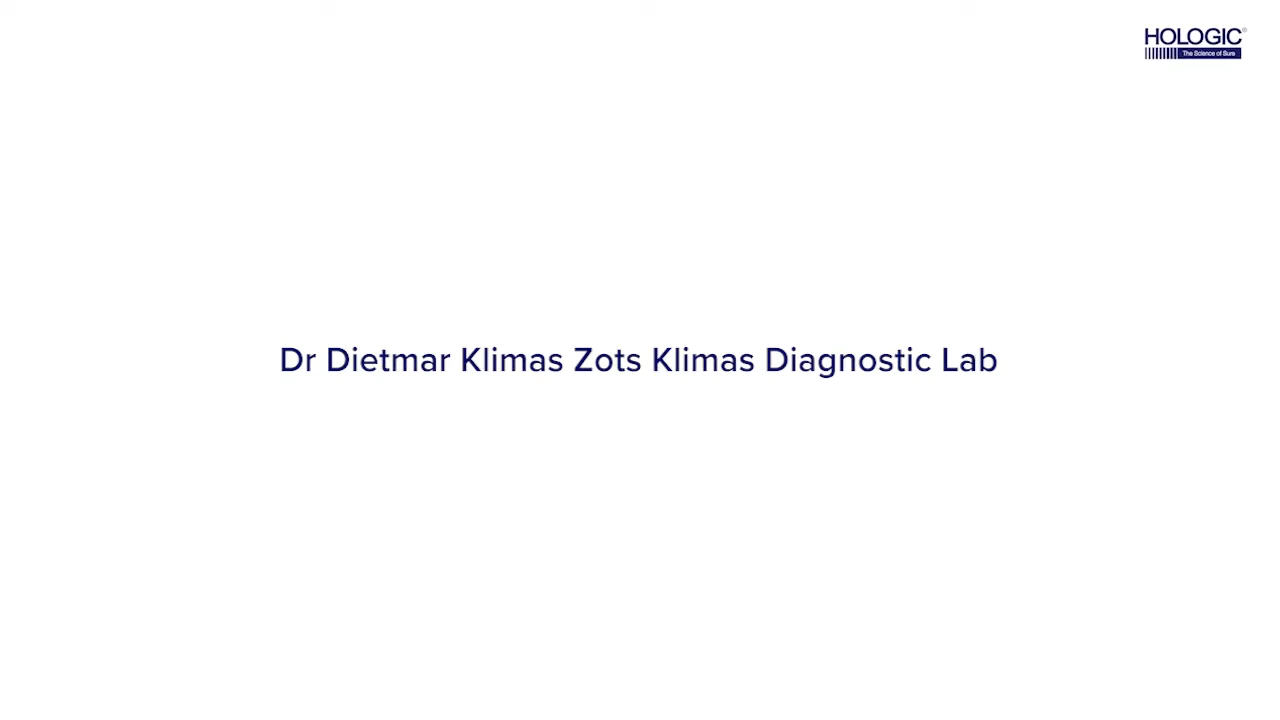 HOLOGIC®
The Science of Sure
Dr Dietmar Klimas Zots Klimas Diagnostic Lab